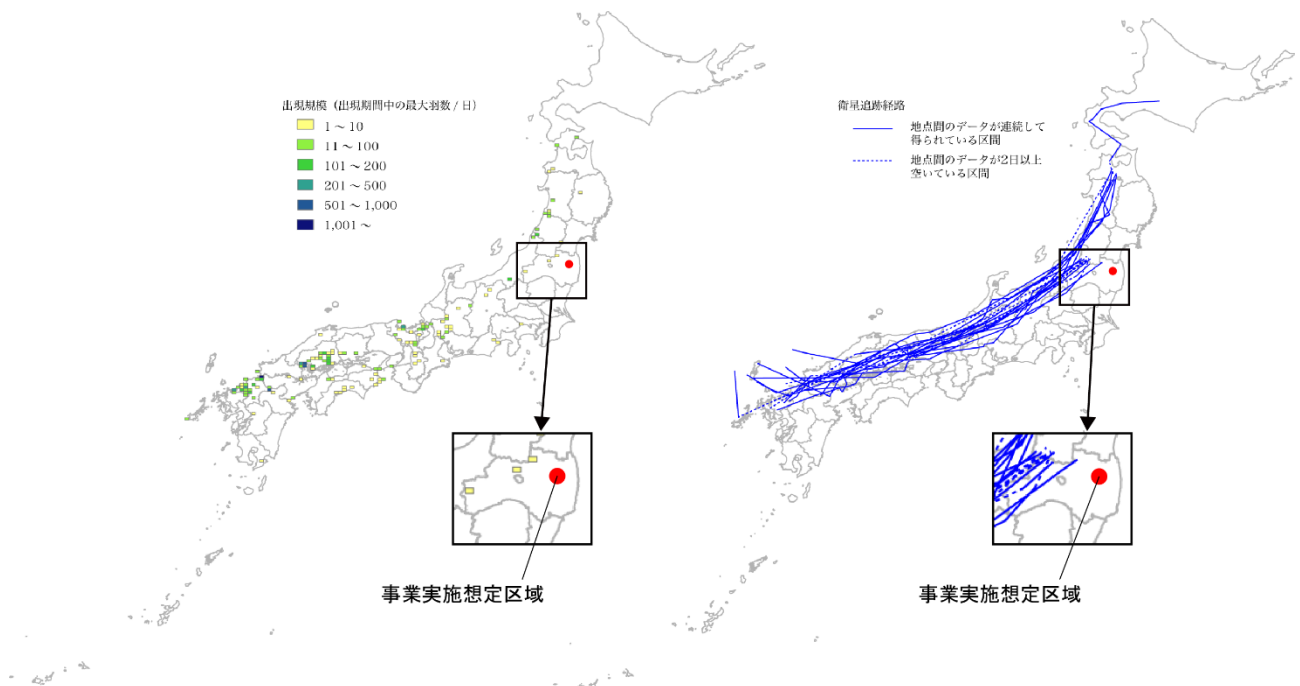 出現規模（出現期間中の最大羽数 / 日）
1～10
11～100
101～200
201～500
501～1,000
1,001～
事業実施想定区域
衛星追跡経路
地点間のデータが連続して
得られている区間
地点間のデータが2日以上
空いている区間
事業実施想定区域